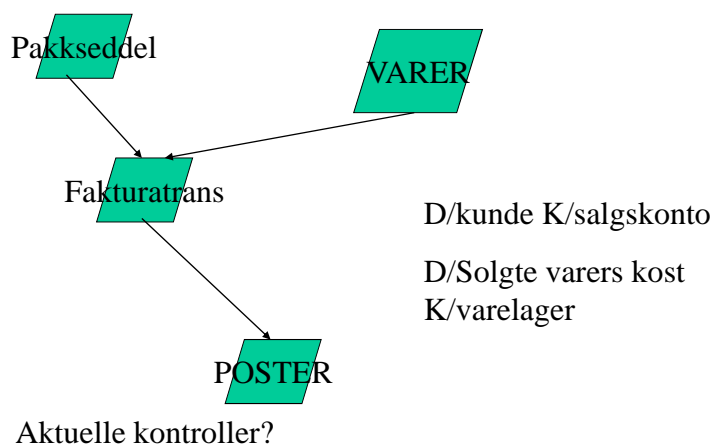 Pakkseddel
VARER
Fakturatrans
D/kunde K/salgskonto
D/Solgte varers kost
K/varelager
POSTER
Aktuelle kontroller?